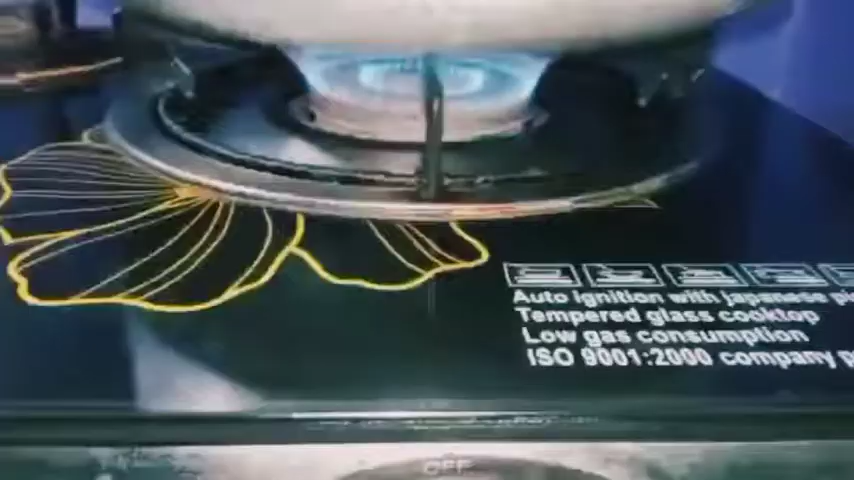 Auto ignition with japanese
Tempered glass cooktop
Low gas consumption
ISO 9001:2000 company
OFF